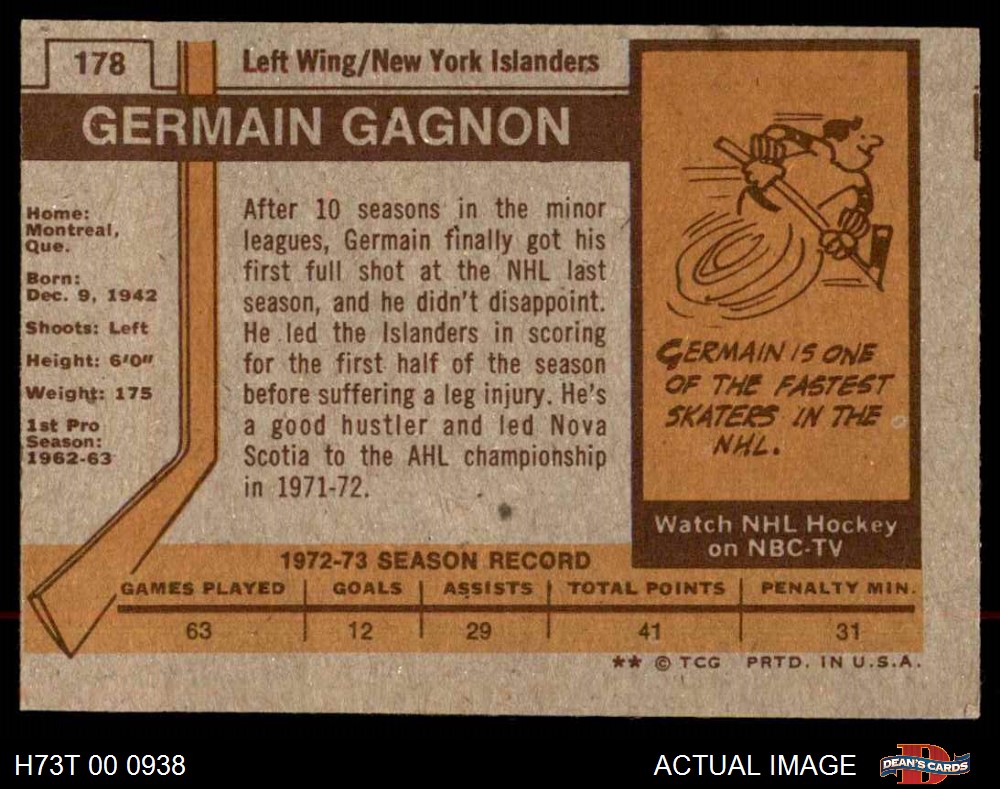 178
Left Wing/New York Islanders
GERMAIN GAGNON
Home:
Montreal,
Que.
Born:
Dec. 9, 1942
Shoots: Left
Height: 6'0"
Weight: 175
1st Pro
Season:
1962-63
After 10 seasons in the minor
leagues, Germain finally got his
first full shot at the NHL last
season, and he didn't disappoint.
He led the Islanders in scoring
for the first half of the season
before suffering a leg injury. He's
a good hustler and led Nova
Scotia to the AHL championship
in 1971-72.
GERMAIN IS ONE
OF THE FASTEST
SKATERS IN THE
NHL.
Watch NHL Hockey
on NBC-TV
1972-73 SEASON RECORD
GAMES PLAYED GOALS ASSISTS TOTAL POINTS PENALTY MIN.
63 12 29 41 31
** © TCG PRTD. IN U.S.A.
H73T 00 0938
ACTUAL IMAGE
D
DEAN'S CARDS